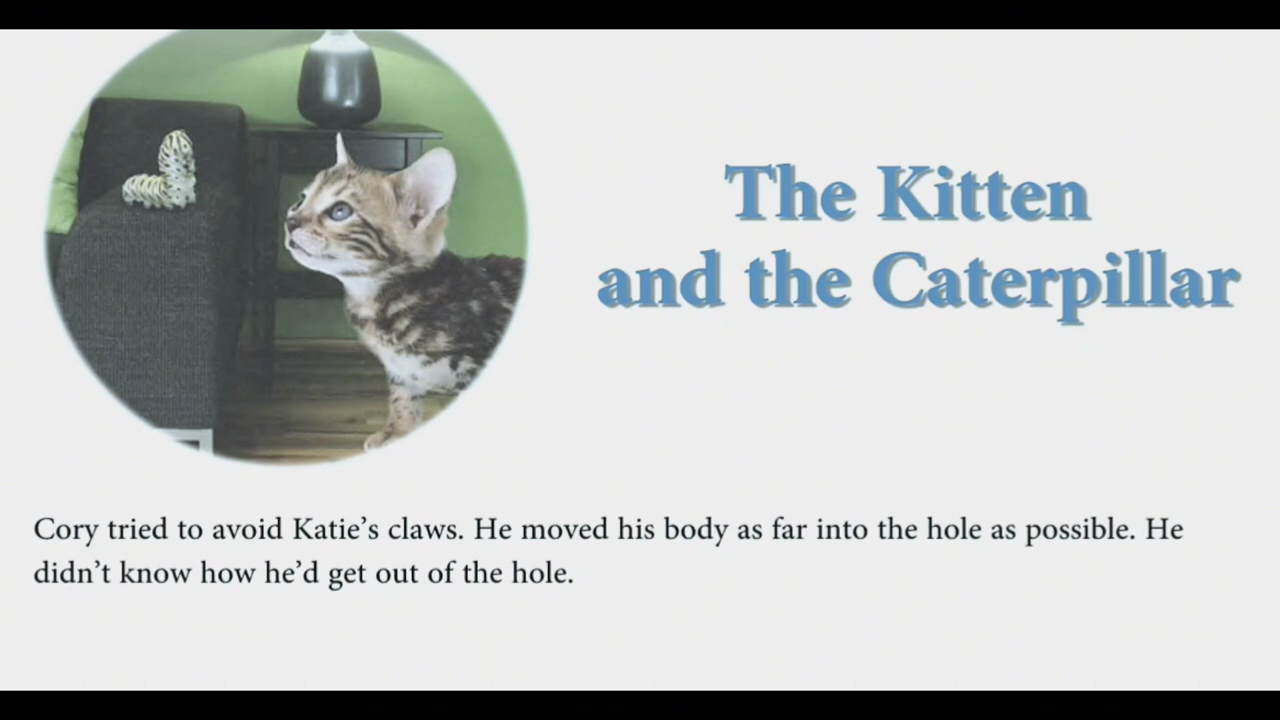 The Kitten
and the Caterpillar
Cory tried to avoid Katie’s claws. He moved his body as far into the hole as possible. He
didn’t know how he’d get out of the hole.